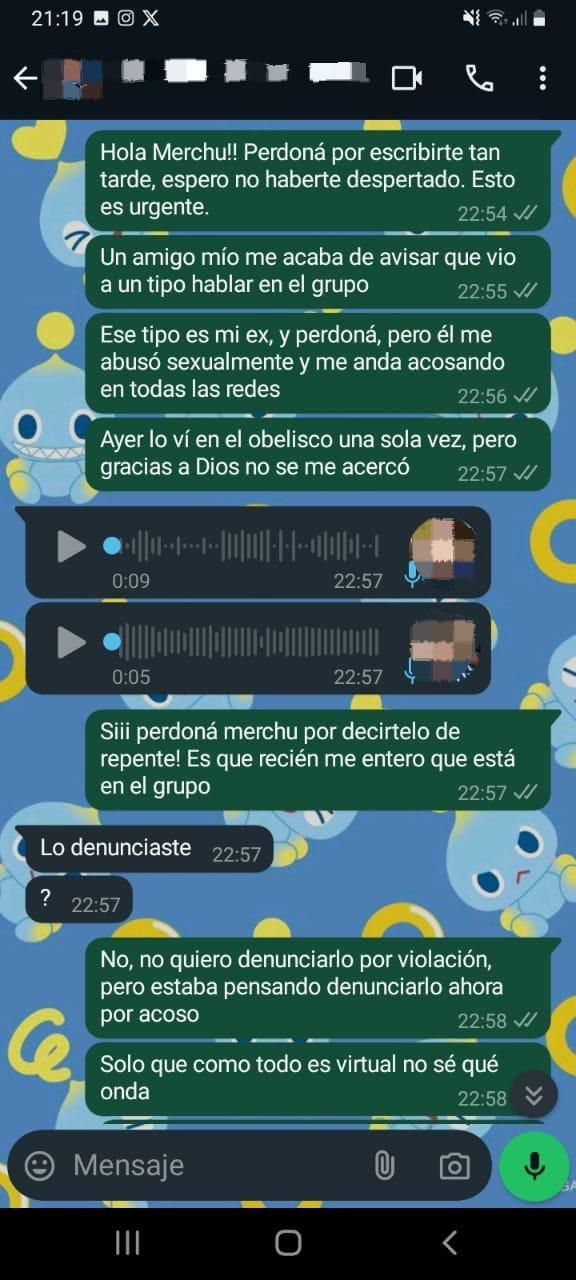 21:19
Hola Merchu!! Perdoná por escribirte tan
tarde, espero no haberte despertado. Esto
es urgente.
22:54
Un amigo mío me acaba de avisar que vio
a un tipo hablar en el grupo
22:55
Ese tipo es mi ex, y perdoná, pero él me
abusó sexualmente y me anda acosando
en todas las redes
22:56
Ayer lo ví en el obelisco una sola vez, pero
gracias a Dios no se me acercó
22:57
0:09
22:57
0:05
22:57
Siii perdoná merchu por decirtelo de
repente! Es que recién me entero que está
en el grupo
22:57
Lo denunciaste
22:57
?
22:57
No, no quiero denunciarlo por violación,
pero estaba pensando denunciarlo ahora
por acoso
22:58
Solo que como todo es virtual no sé qué
onda
22:58
Mensaje